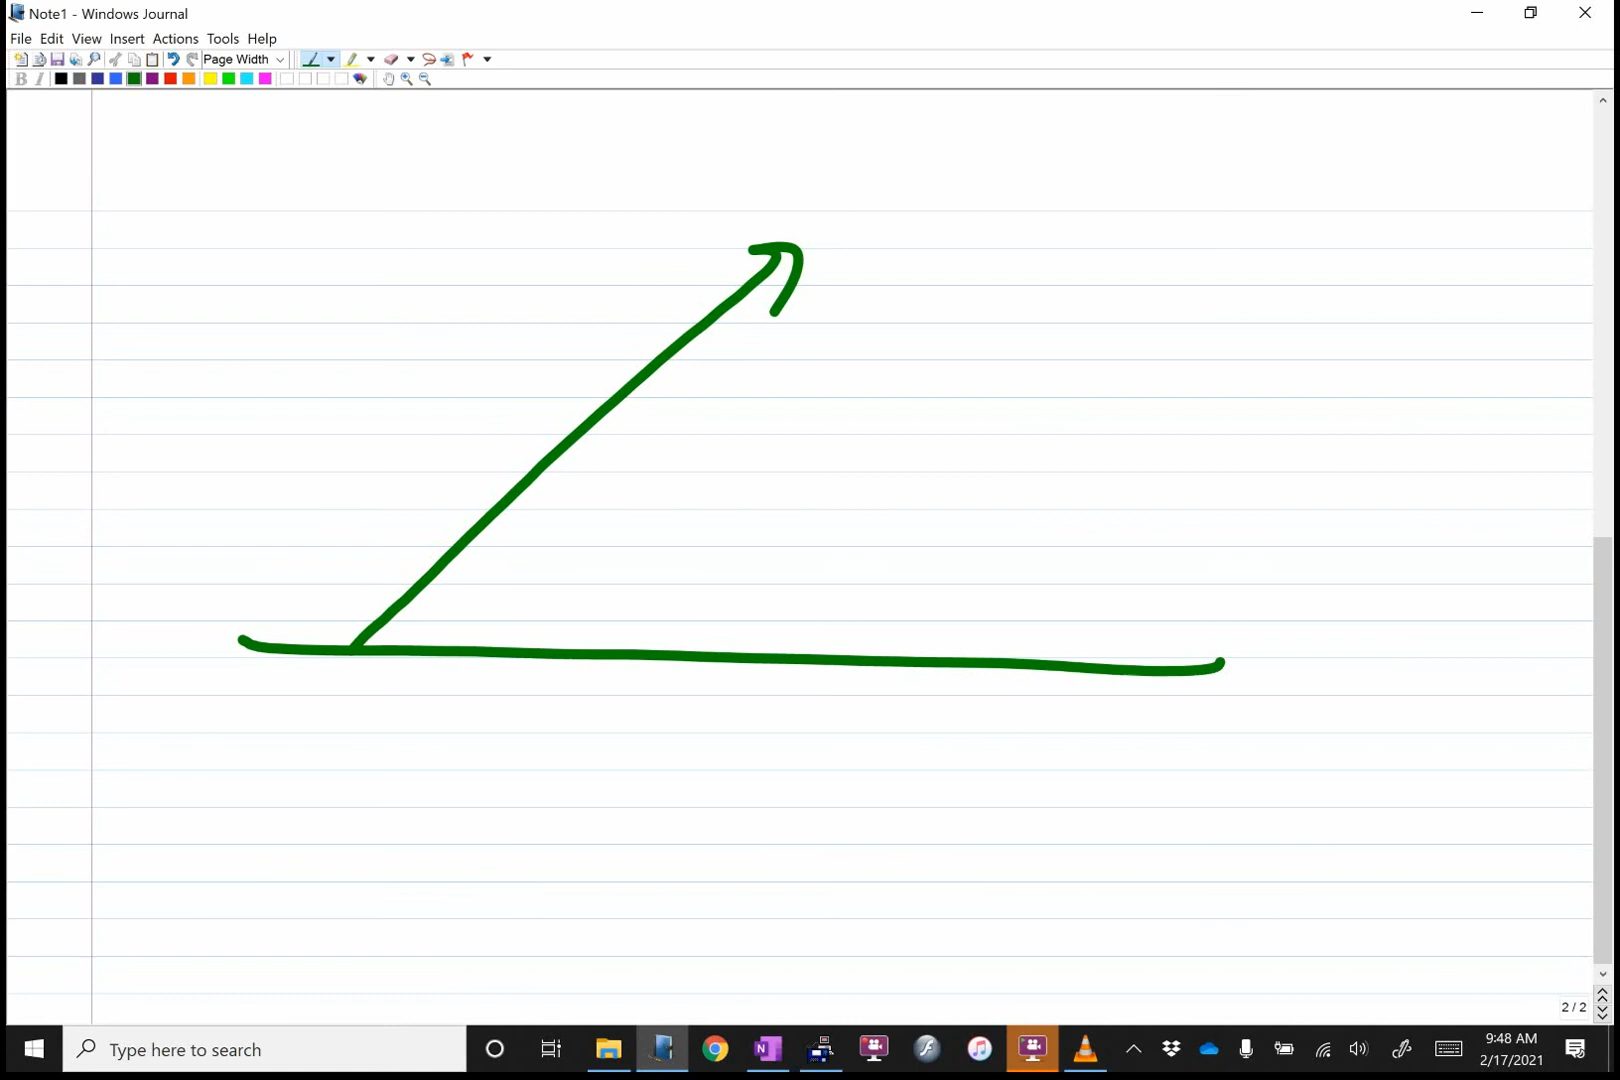 Note1 - Windows Journal
File Edit View Insert Actions Tools Help
Page Width
B I
2 / 2
Type here to search
N
9:48 AM
2/17/2021